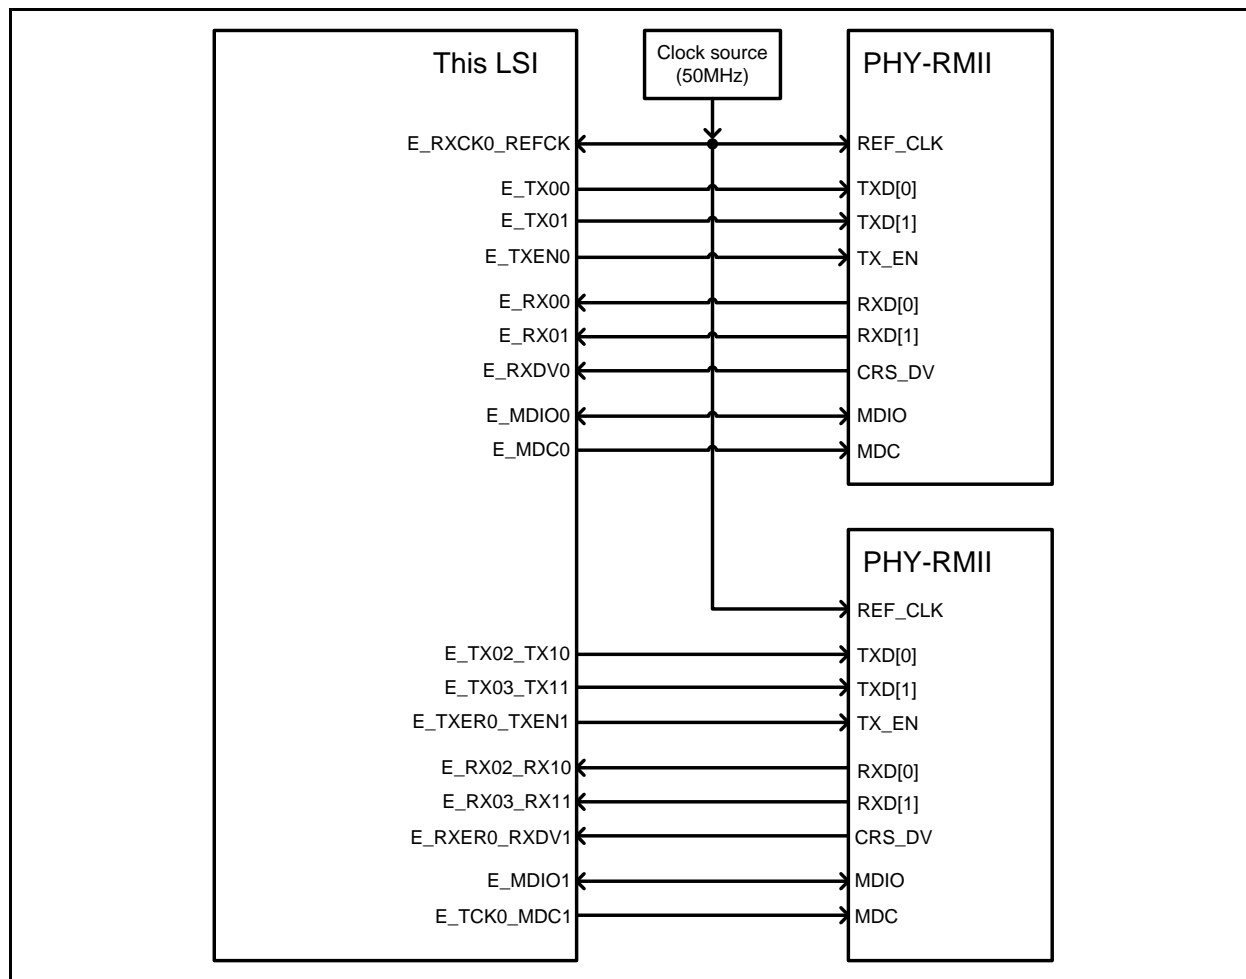 This LSI
Clock source
(50MHz)
PHY-RMII
E_RXCK0_REFCK
REF_CLK
E_TX00
TXD[0]
E_TX01
TXD[1]
E_TXEN0
TX_EN
E_RX00
RXD[0]
E_RX01
RXD[1]
E_RXDV0
CRS_DV
E_MDIO0
MDIO
E_MDC0
MDC
PHY-RMII
REF_CLK
E_TX02_TX10
TXD[0]
E_TX03_TX11
TXD[1]
E_TXER0_TXEN1
TX_EN
E_RX02_RX10
RXD[0]
E_RX03_RX11
RXD[1]
E_RXER0_RXDV1
CRS_DV
E_MDIO1
MDIO
E_TCK0_MDC1
MDC